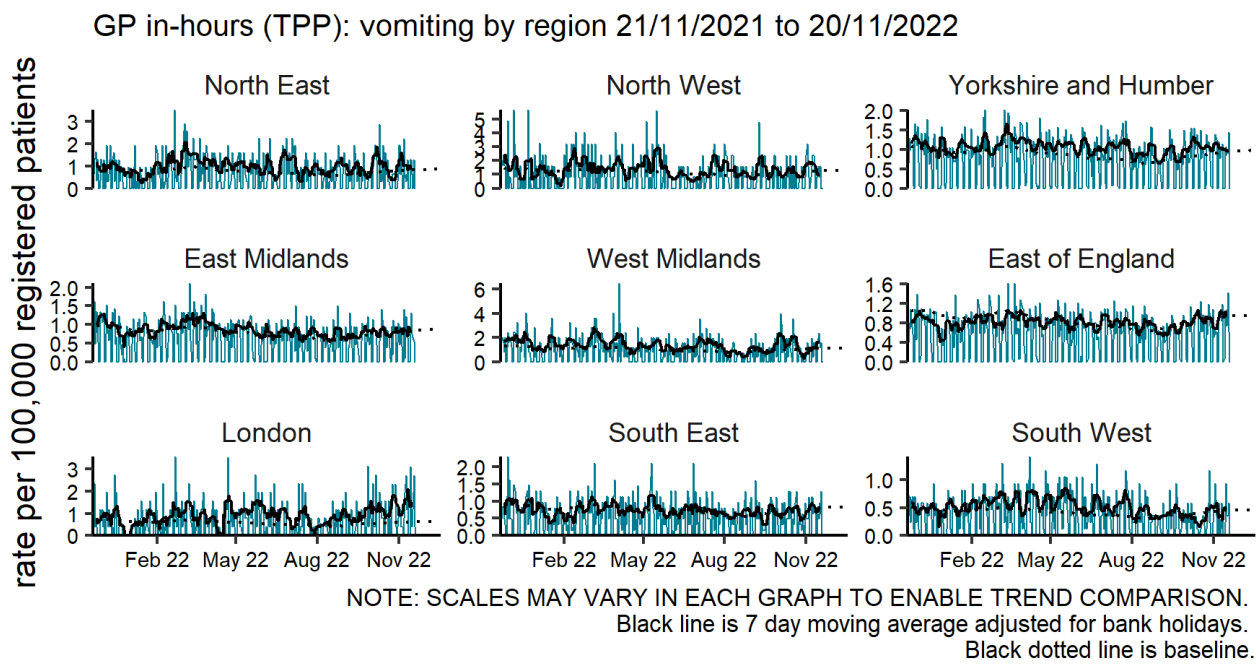 GP in-hours (TPP): vomiting by region 21/11/2021 to 20/11/2022
rate per 100,000 registered patients
North East
3
2
1
0
North West
5
4
3
2
1
0
Yorkshire and Humber
2.0
1.5
1.0
0.5
0.0
East Midlands
2.0
1.5
1.0
0.5
0.0
West Midlands
6
4
2
0
East of England
1.6
1.2
0.8
0.4
0.0
London
3
2
1
0
Feb 22 May 22 Aug 22 Nov 22
South East
2.0
1.5
1.0
0.5
0.0
Feb 22 May 22 Aug 22 Nov 22
South West
1.0
0.5
0.0
Feb 22 May 22 Aug 22 Nov 22
NOTE: SCALES MAY VARY IN EACH GRAPH TO ENABLE TREND COMPARISON.
Black line is 7 day moving average adjusted for bank holidays.
Black dotted line is baseline.